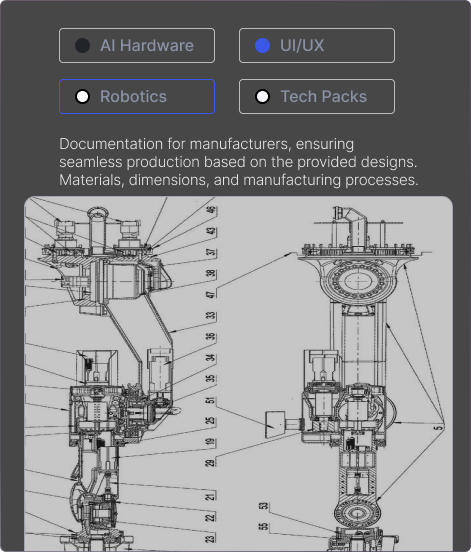 AI Hardware
UI/UX
Robotics
Tech Packs
Documentation for manufacturers, ensuring
seamless production based on the provided designs.
Materials, dimensions, and manufacturing processes.
46
43
37
38
47
33
36
34
35
51
25
19
29
5
21
22
23
53
55